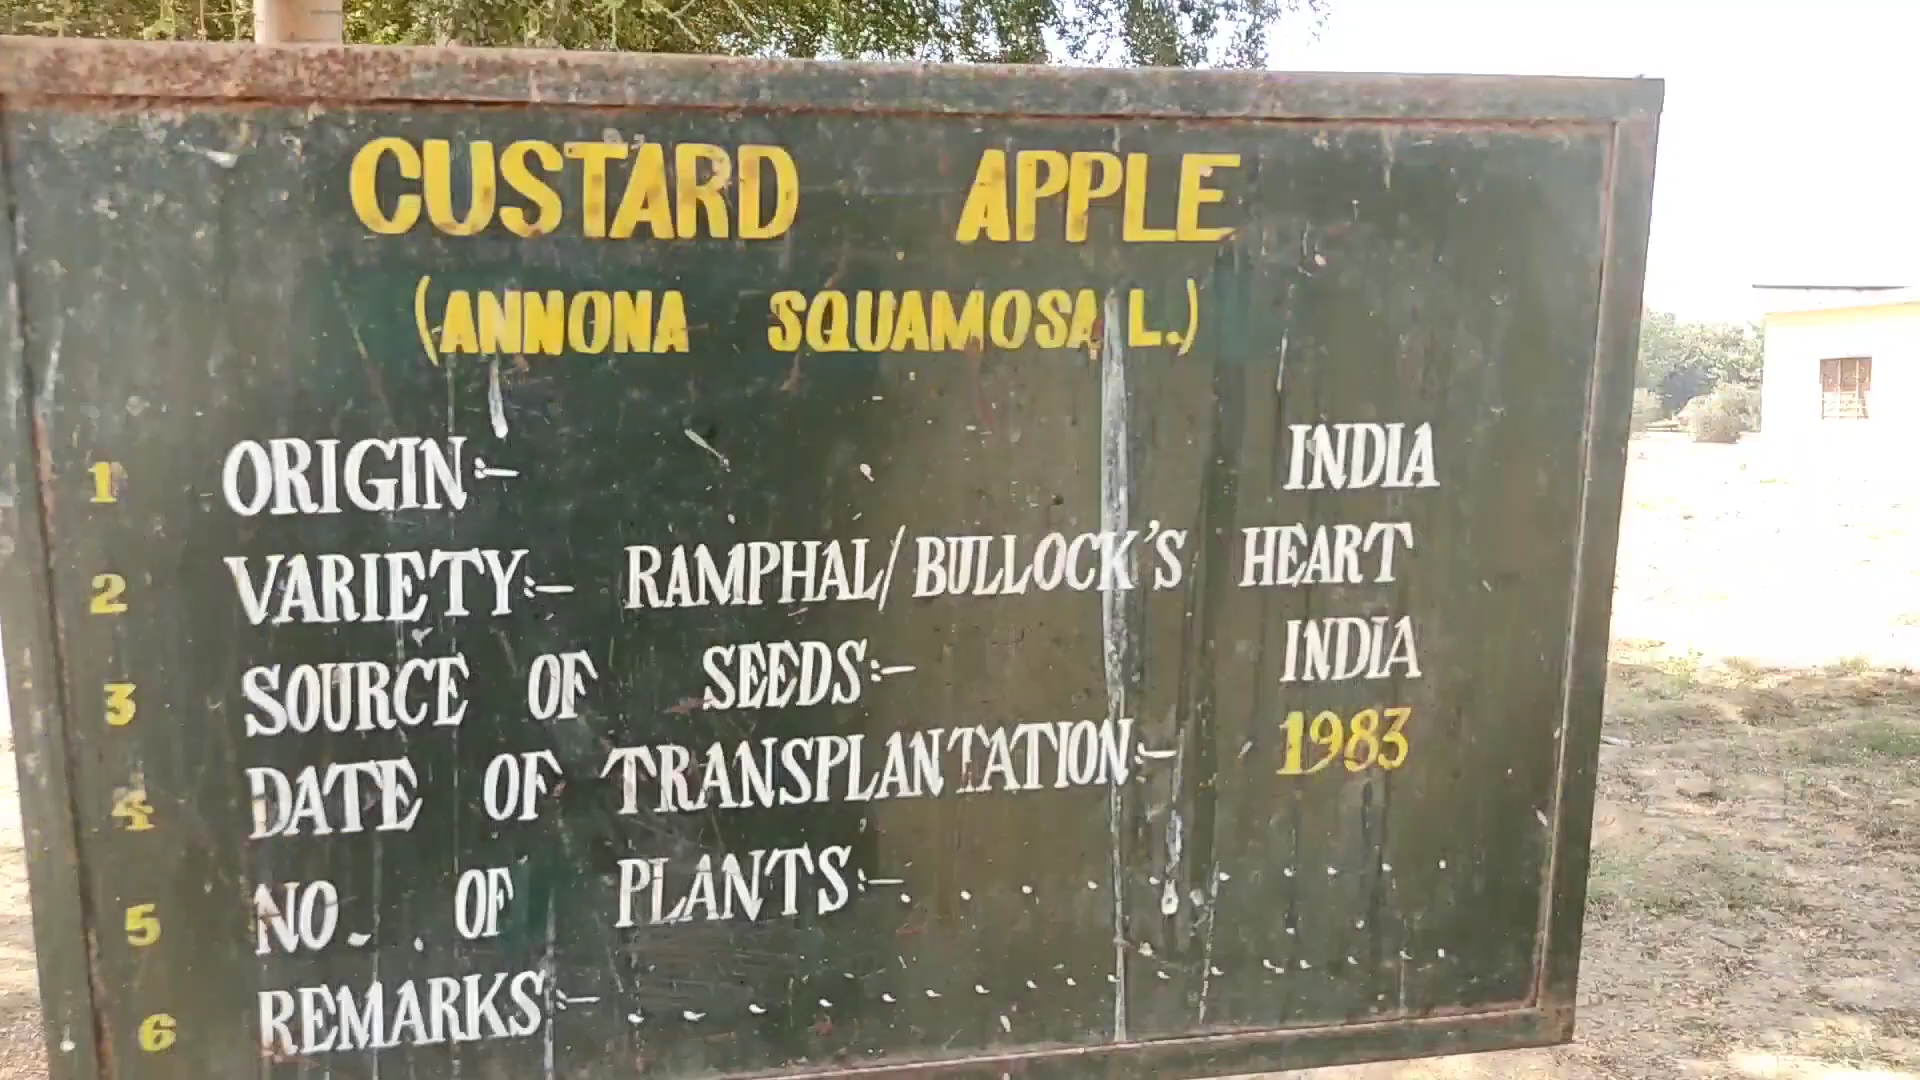 CUSTARD APPLE
(ANNONA SQUAMOSA L.)
1 ORIGIN:- INDIA
2 VARIETY:- RAMPHAL/BULLOCK'S HEART
3 SOURCE OF SEEDS:- INDIA
4 DATE OF TRANSPLANTATION:- 1983
5 NO. OF PLANTS:- . . . . . . . . .
6 REMARKS:- . . . . . . . . . . . . .